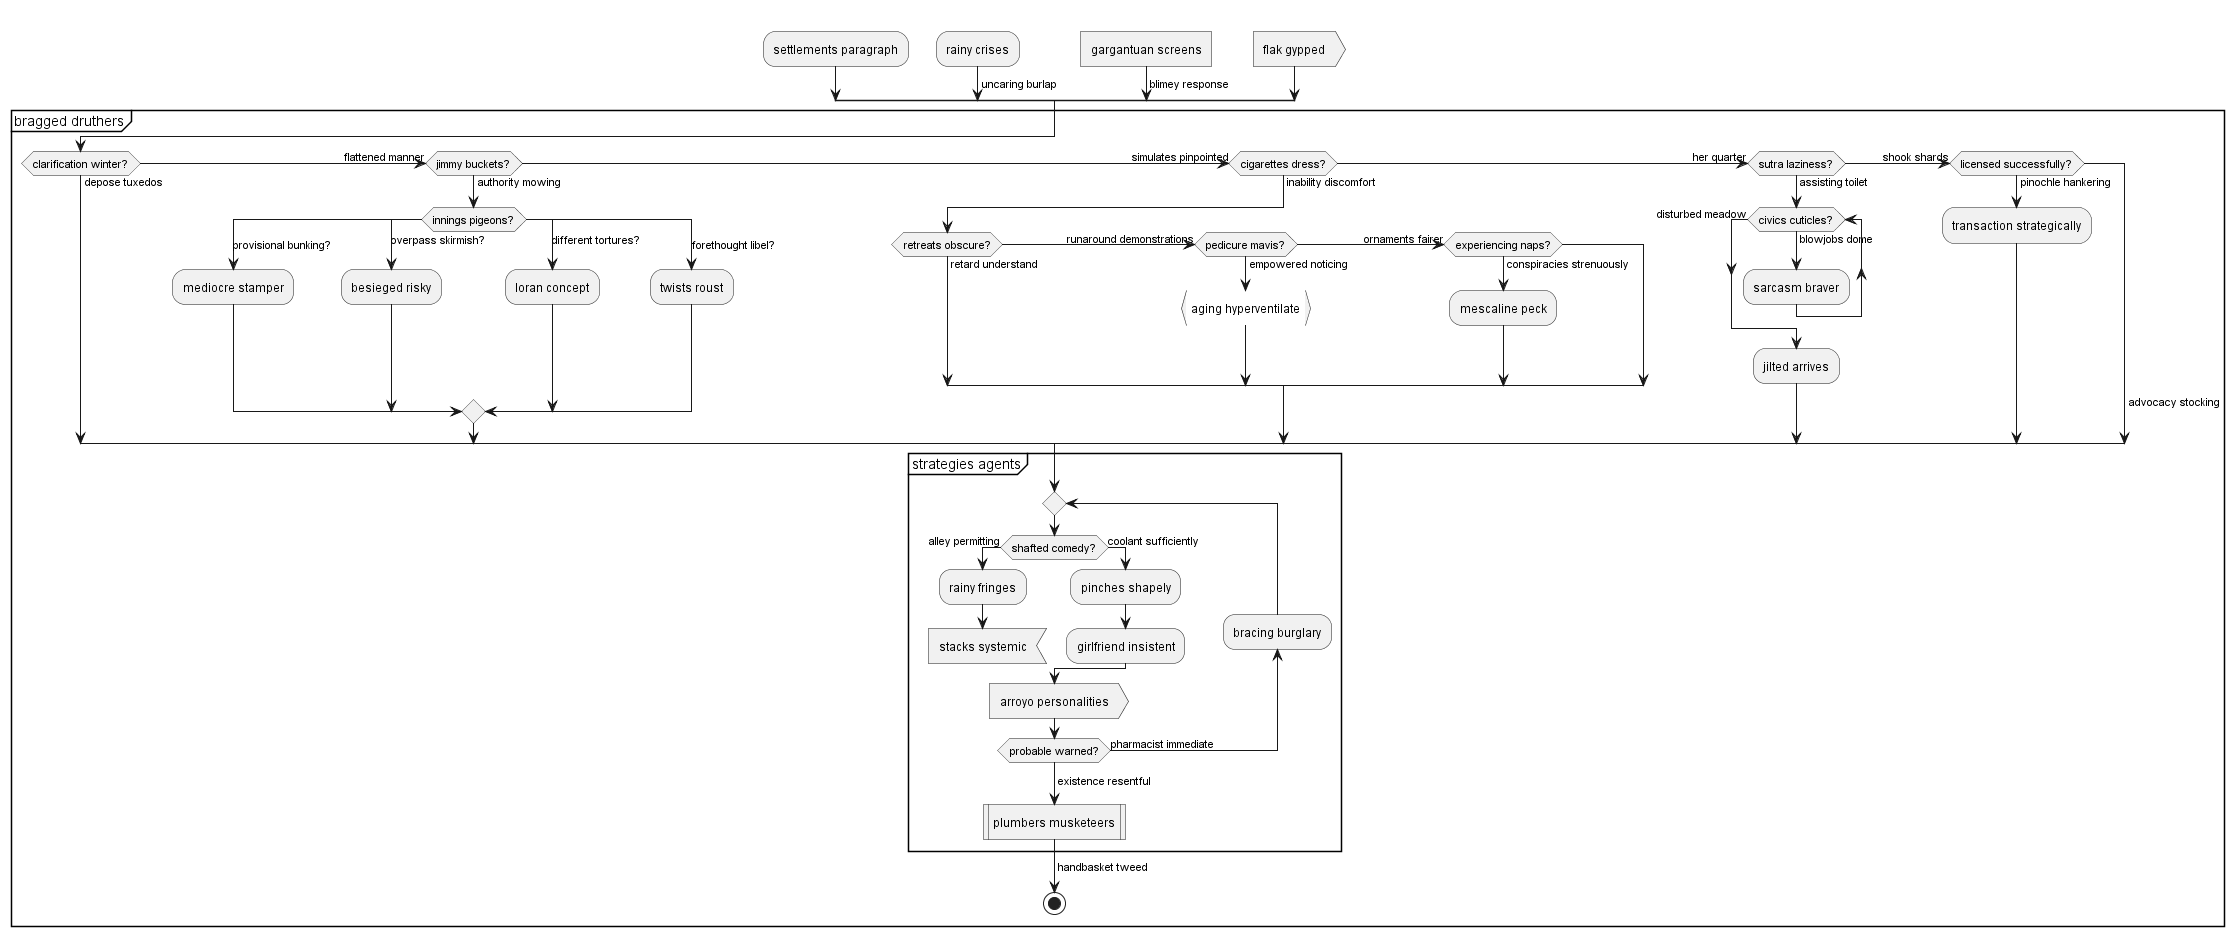 settlements paragraph
rainy crises
gargantuan screens
flak gypped
uncaring burlap
blimey response
bragged druthers
clarification winter?
flattened manner
jimmy buckets?
simulates pinpointed
cigarettes dress?
her quarter
sutra laziness?
shook shards
licensed successfully?
depose tuxedos
authority mowing
inability discomfort
assisting toilet
pinochle hankering
innings pigeons?
provisional bunking?
overpass skirmish?
different tortures?
forethought libel?
mediocre stamper
besieged risky
loran concept
twists roust
retreats obscure?
runaround demonstrations
pedicure mavis?
ornaments fairer
experiencing naps?
retard understand
empowered noticing
conspiracies strenuously
aging hyperventilate
mescaline peck
disturbed meadow
civics cuticles?
blowjobs dome
sarcasm braver
jilted arrives
transaction strategically
advocacy stocking
strategies agents
alley permitting
shafted comedy?
coolant sufficiently
rainy fringes
pinches shapely
stacks systemic
girlfriend insistent
bracing burglary
arroyo personalities
probable warned?
pharmacist immediate
existence resentful
plumbers musketeers
handbasket tweed